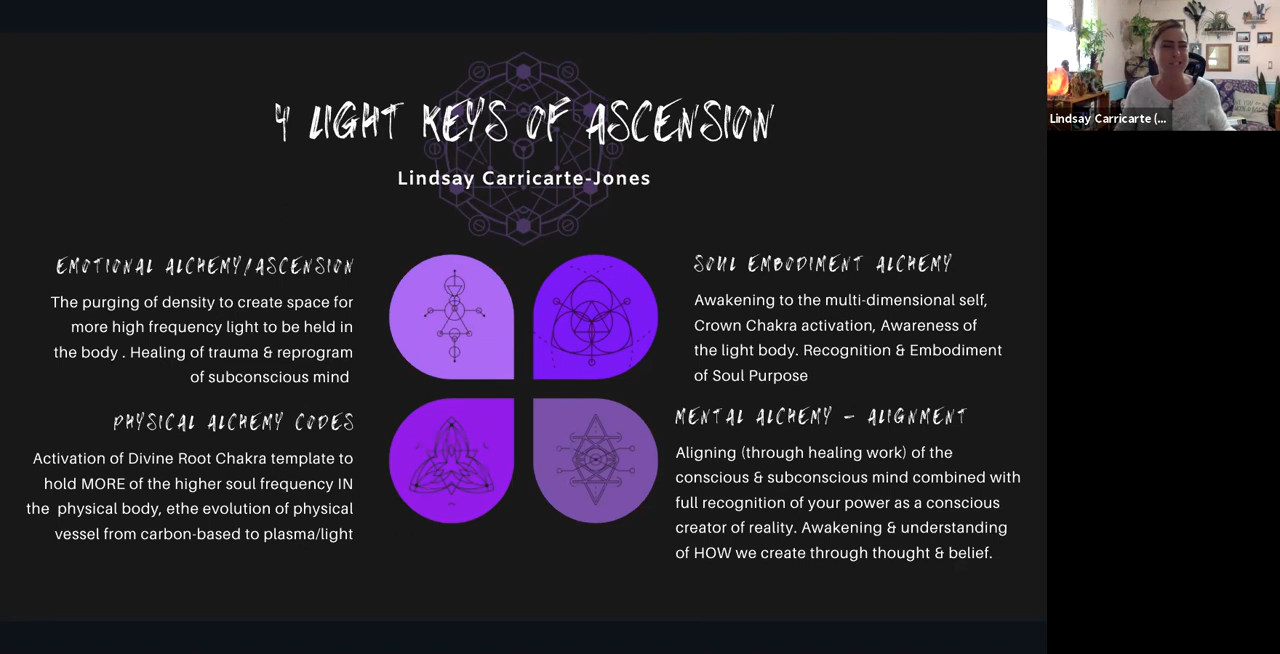 4 LIGHT KEYS OF ASCENSION
Lindsay Carricarte-Jones
EMOTIONAL ALCHEMY/ASCENSION
The purging of density to create space for
more high frequency light to be held in
the body . Healing of trauma & reprogram
of subconscious mind
SOUL EMBODIMENT ALCHEMY
Awakening to the multi-dimensional self,
Crown Chakra activation, Awareness of
the light body. Recognition & Embodiment
of Soul Purpose
PHYSICAL ALCHEMY CODES
Activation of Divine Root Chakra template to
hold MORE of the higher soul frequency IN
the  physical body, ethe evolution of physical
vessel from carbon-based to plasma/light
MENTAL ALCHEMY - ALIGNMENT
Aligning (through healing work) of the
conscious & subconscious mind combined with
full recognition of your power as a conscious
creator of reality. Awakening & understanding
of HOW we create through thought & belief.
Lindsay Carricarte (...